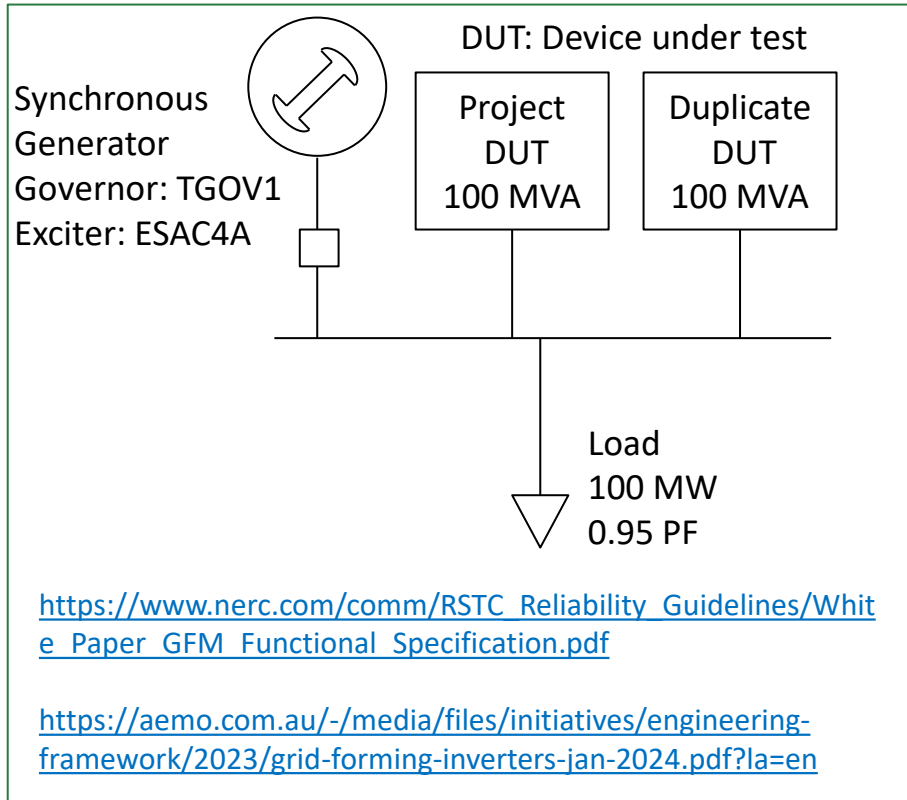 DUT: Device under test
Synchronous
Generator
Governor: TGOV1
Exciter: ESAC4A
Project
DUT
100 MVA
Duplicate
DUT
100 MVA
Load
100 MW
0.95 PF
https://www.nerc.com/comm/RSTC_Reliability_Guidelines/Whit
e_Paper_GFM_Functional_Specification.pdf
https://aemo.com.au/-/media/files/initiatives/engineering-
framework/2023/grid-forming-inverters-jan-2024.pdf?la=en